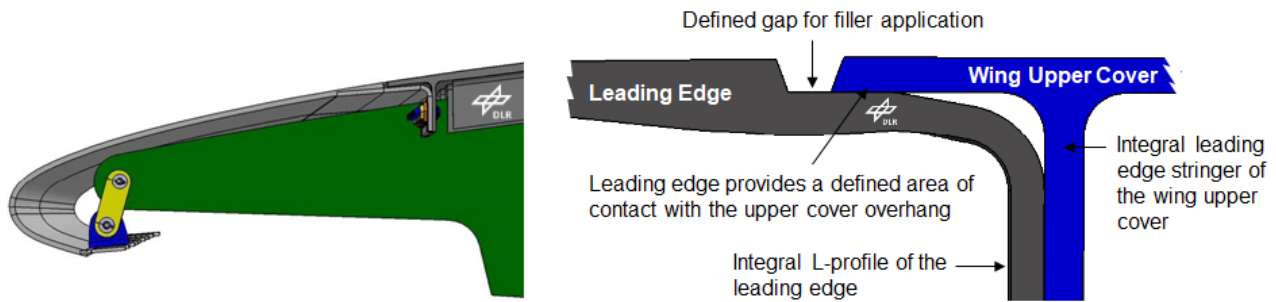 DLR
Defined gap for filler application
Leading Edge
Wing Upper Cover
DLR
Leading edge provides a defined area of
contact with the upper cover overhang
Integral leading
edge stringer of
the wing upper
cover
Integral L-profile of the
leading edge